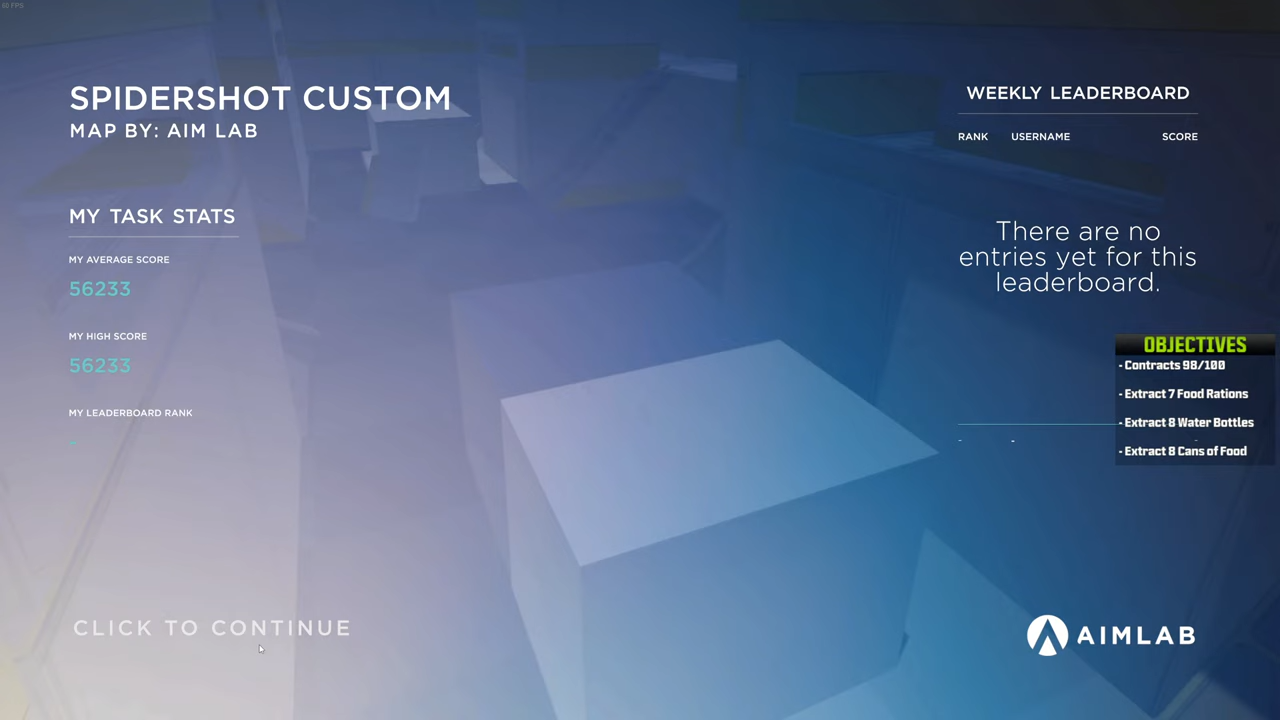 60 FPS
SPIDERSHOT CUSTOM
MAP BY: AIM LAB
MY TASK STATS
MY AVERAGE SCORE
56233
MY HIGH SCORE
56233
MY LEADERBOARD RANK
-
CLICK TO CONTINUE
WEEKLY LEADERBOARD
RANK USERNAME SCORE
There are no
entries yet for this
leaderboard.
- - -
OBJECTIVES
- Contracts 98/100
- Extract 7 Food Rations
- Extract 8 Water Bottles
- Extract 8 Cans of Food
AIMLAB